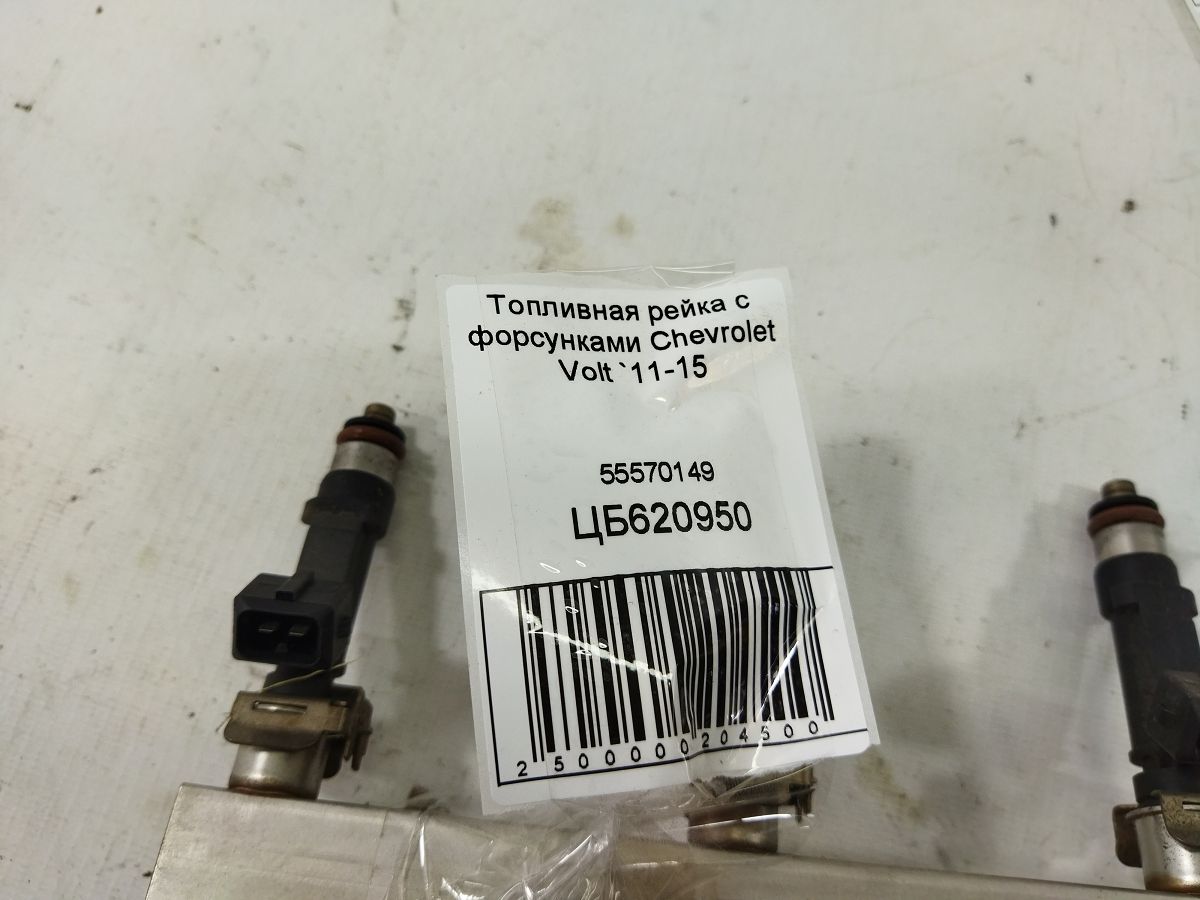 Топливная рейка с
форсунками Chevrolet
Volt `11-15
55570149
ЦБ620950
2500000204500